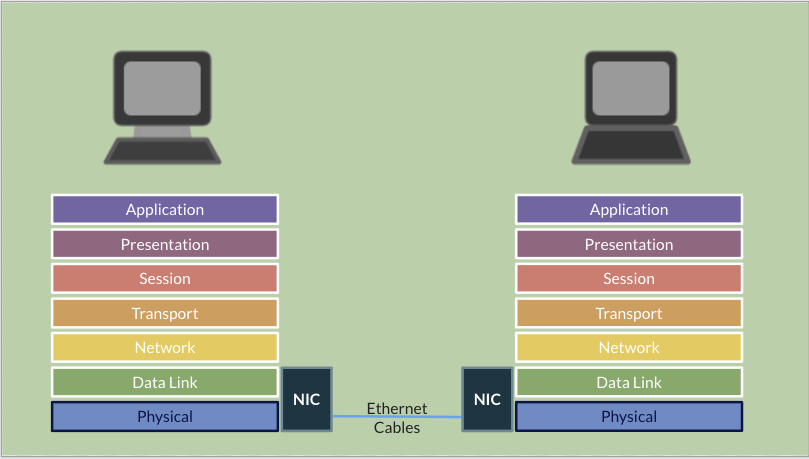 Application
Presentation
Session
Transport
Network
Data Link
Physical
NIC
Ethernet
Cables
NIC
Application
Presentation
Session
Transport
Network
Data Link
Physical